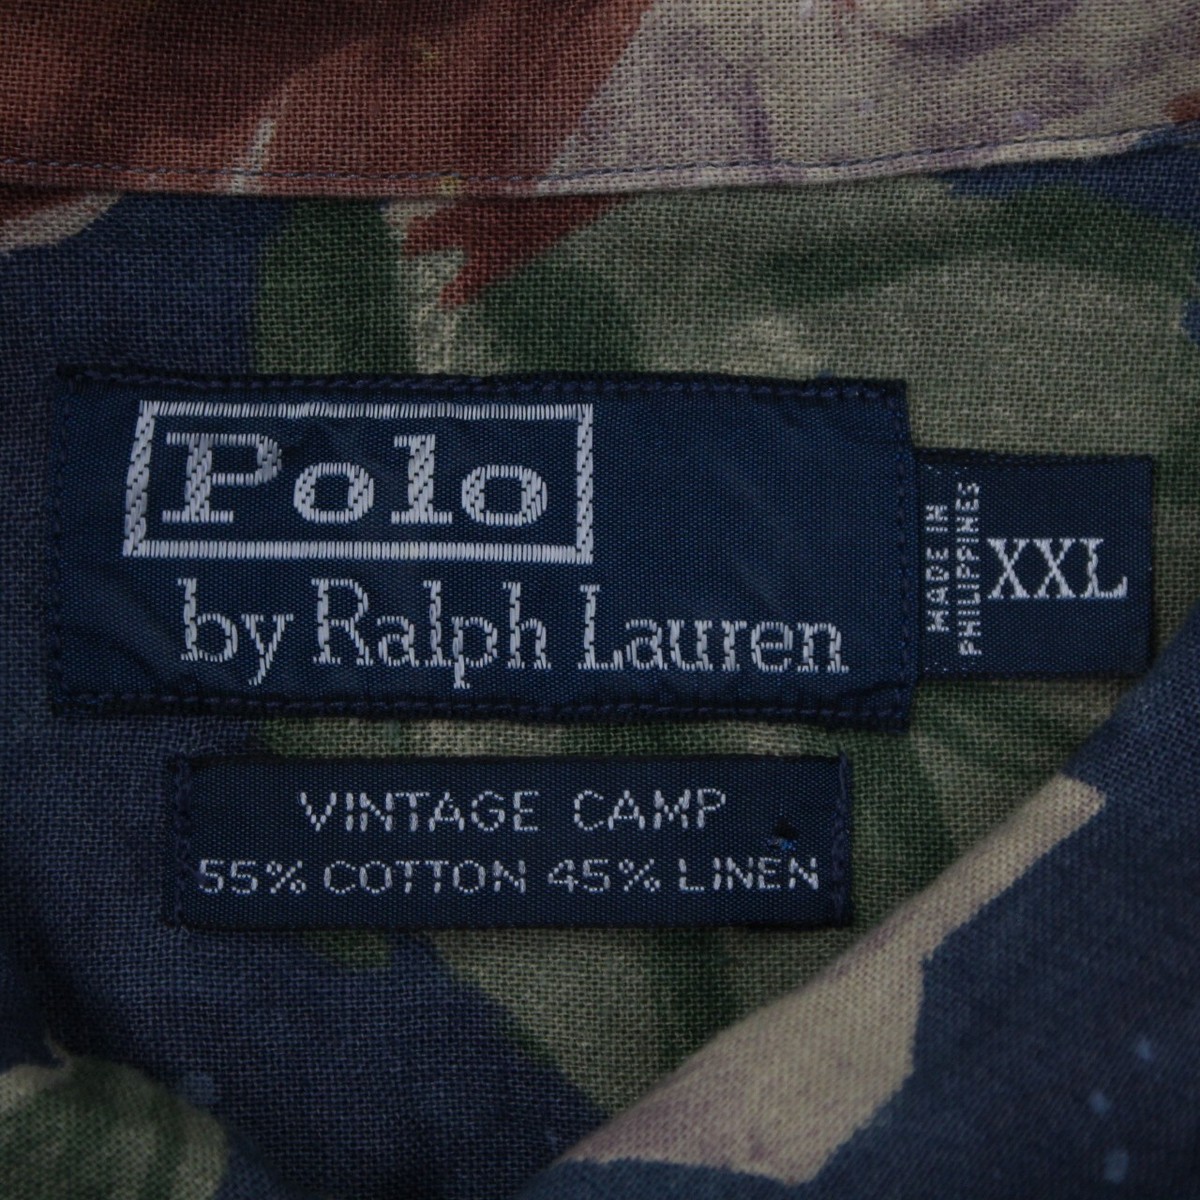 Polo
by Ralph Lauren
MADE IN
PHILIPPINES
XXL
VINTAGE CAMP
55% COTTON 45% LINEN